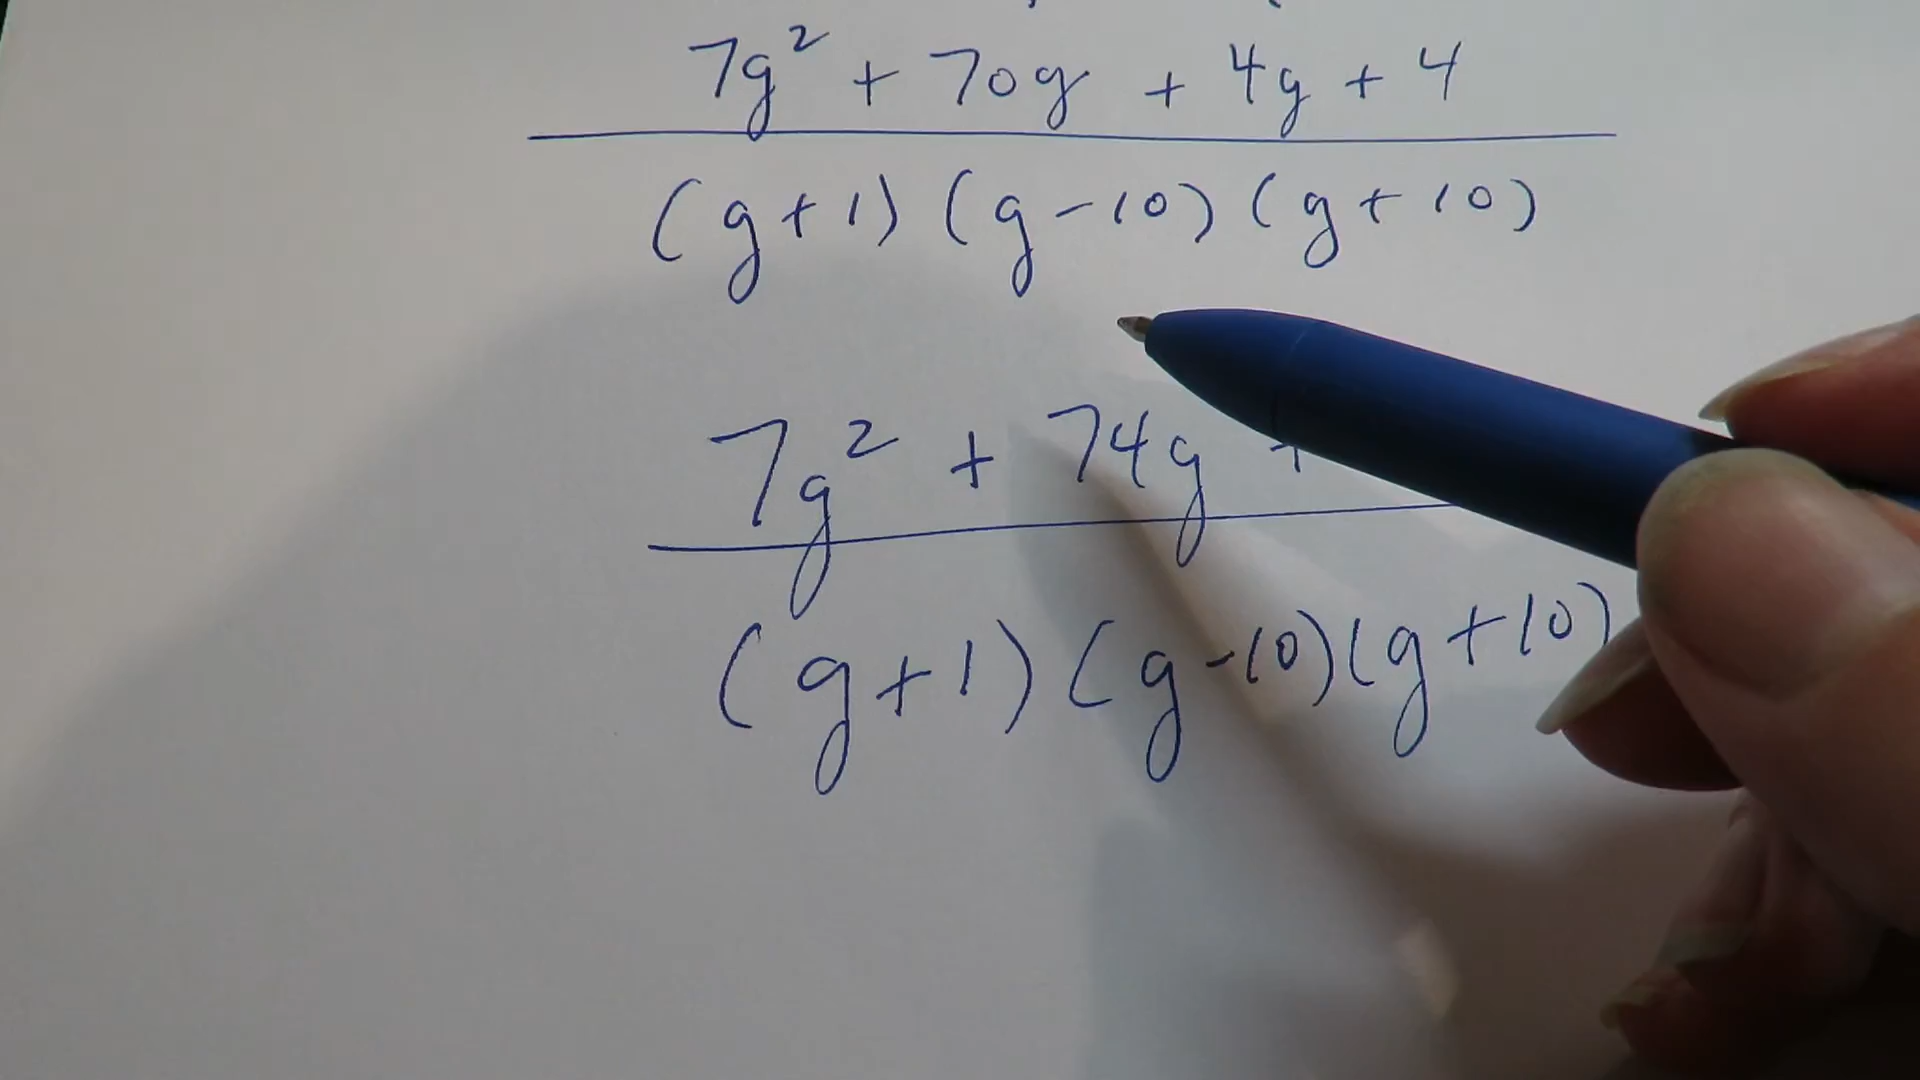 7g² + 70g + 4g + 4
(g+1)(g-10)(g+10)
7g² + 74g +
(g+1)(g-10)(g+10)